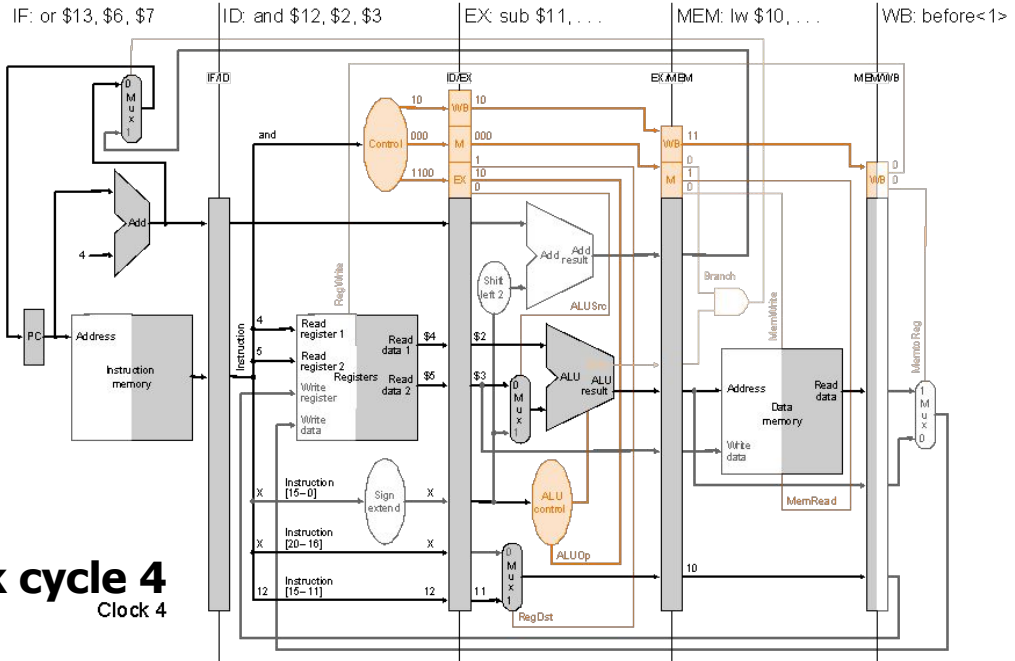 IF: or $13, $6, $7
ID: and $12, $2, $3
EX: sub $11, . . .
MEM: lw $10, . . .
WB: before<1>
IF/ID
ID/EX
EX/MEM
MEM/WB
0
M
u
x
1
and
Control
10
000
1100
WB
M
EX
10
000
1
10
0
WB
M
11
0
1
0
WB
0
0
Add
4
RegWrite
Add
Add
result
Shift
left 2
ALUSrc
Branch
MemWrite
MemtoReg
PC
Address
Instruction
memory
Instruction
4
5
Read
register 1
Read
register 2
Write
register
Write
data
Registers
Read
data 1
Read
data 2
$4
$5
$2
$3
0
M
u
x
1
ALU
ALU
result
Address
Data
memory
Write
data
Read
data
1
M
u
x
0
MemRead
X
Instruction
[15–0]
Sign
extend
X
ALU
control
ALUOp
X
Instruction
[20–16]
X
12
Instruction
[15–11]
12
11
0
M
u
x
1
RegDst
10
x cycle 4
Clock 4